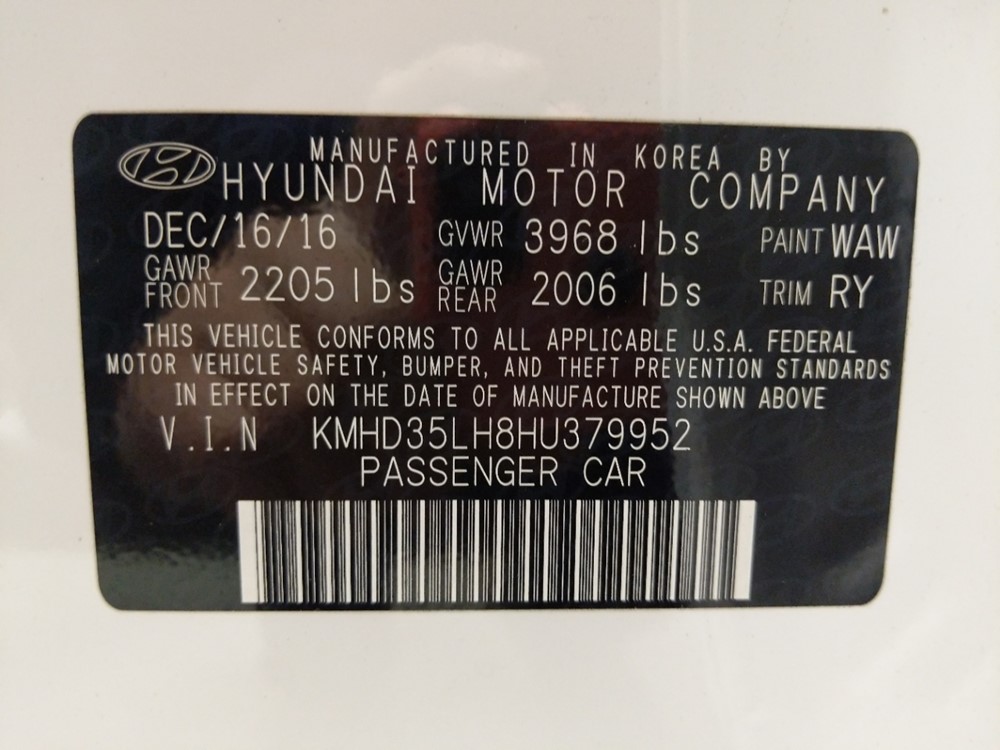 MANUFACTURED IN KOREA BY
HYUNDAI MOTOR COMPANY
DEC/16/16 GVWR 3968 lbs PAINT WAW
GAWR FRONT 2205 lbs GAWR REAR 2006 lbs TRIM RY
THIS VEHICLE CONFORMS TO ALL APPLICABLE U.S.A. FEDERAL
MOTOR VEHICLE SAFETY, BUMPER, AND THEFT PREVENTION STANDARDS
IN EFFECT ON THE DATE OF MANUFACTURE SHOWN ABOVE
V.I.N KMHD35LH8HU379952
PASSENGER CAR